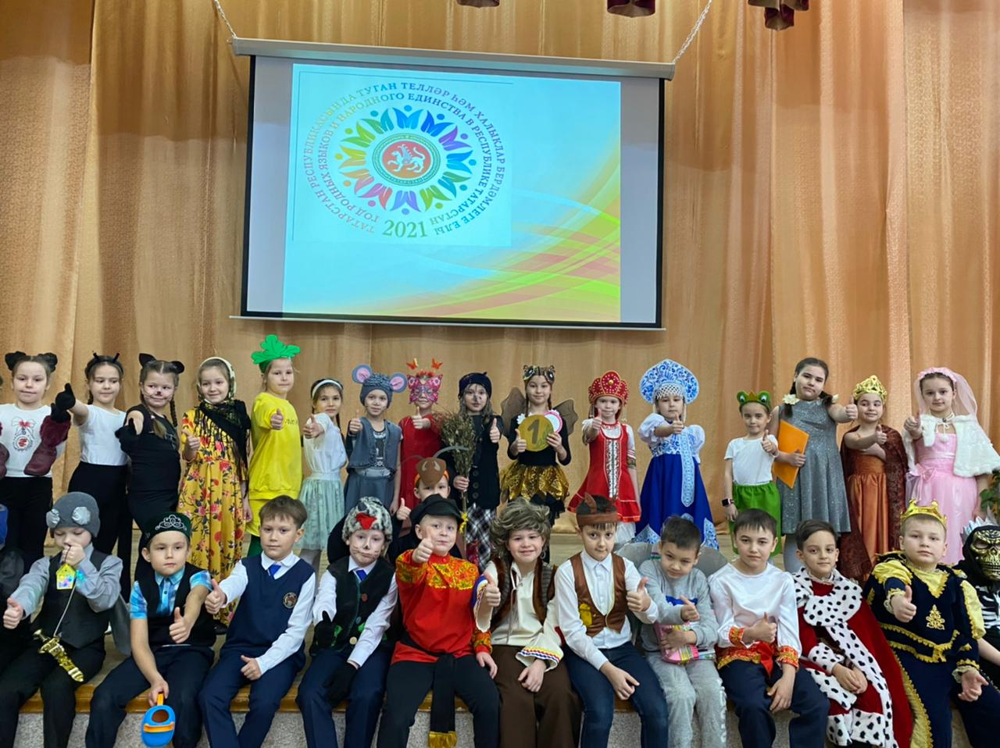 ТАТАРСТАН РЕСПУБЛИКАСЫНДА ТУГАН ТЕЛЛӘР ҺӘМ ХАЛЫКЛАР БЕРДӘМЛЕГЕ ЕЛЫ
ГОД РОДНЫХ ЯЗЫКОВ И НАРОДНОГО ЕДИНСТВА В РЕСПУБЛИКЕ ТАТАРСТАН
2021
1